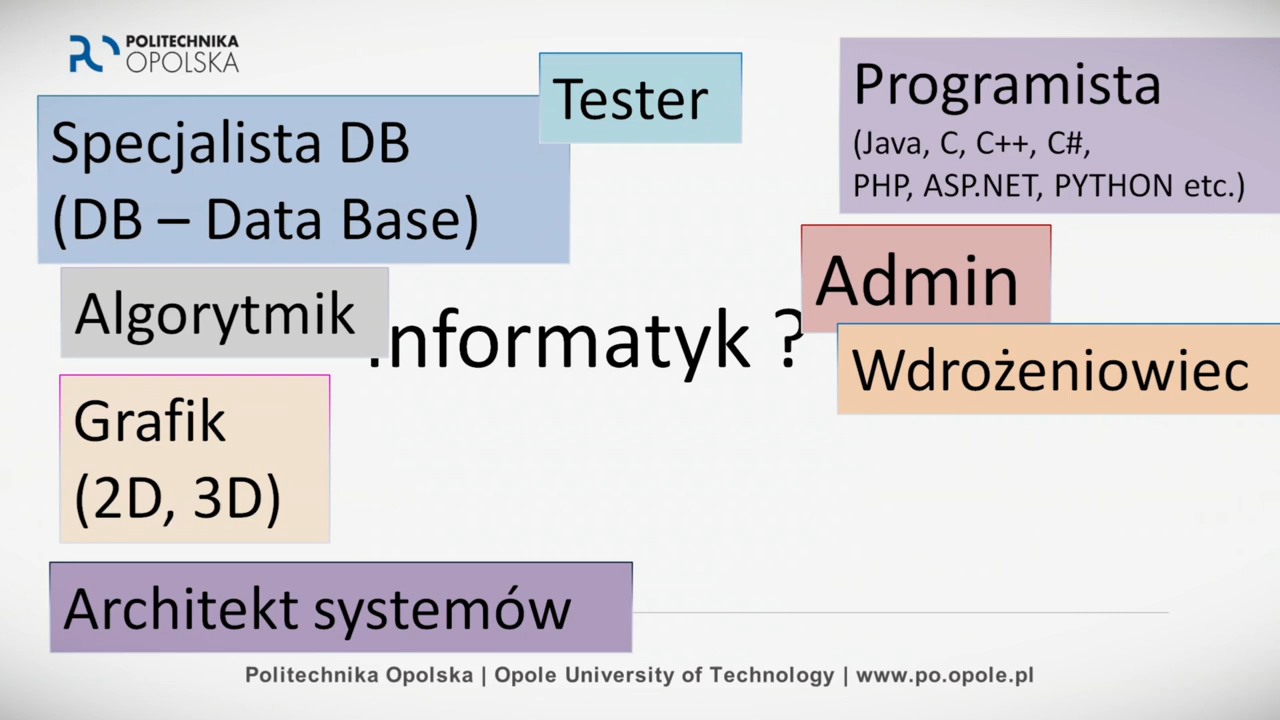 POLITECHNIKA
OPOLSKA
Tester
Programista
(Java, C, C++, C#,
PHP, ASP.NET, PYTHON etc.)
Specjalista DB
(DB – Data Base)
Admin
Algorytmik
nformatyk ?
Wdrożeniowiec
Grafik
(2D, 3D)
Architekt systemów
Politechnika Opolska | Opole University of Technology | www.po.opole.pl